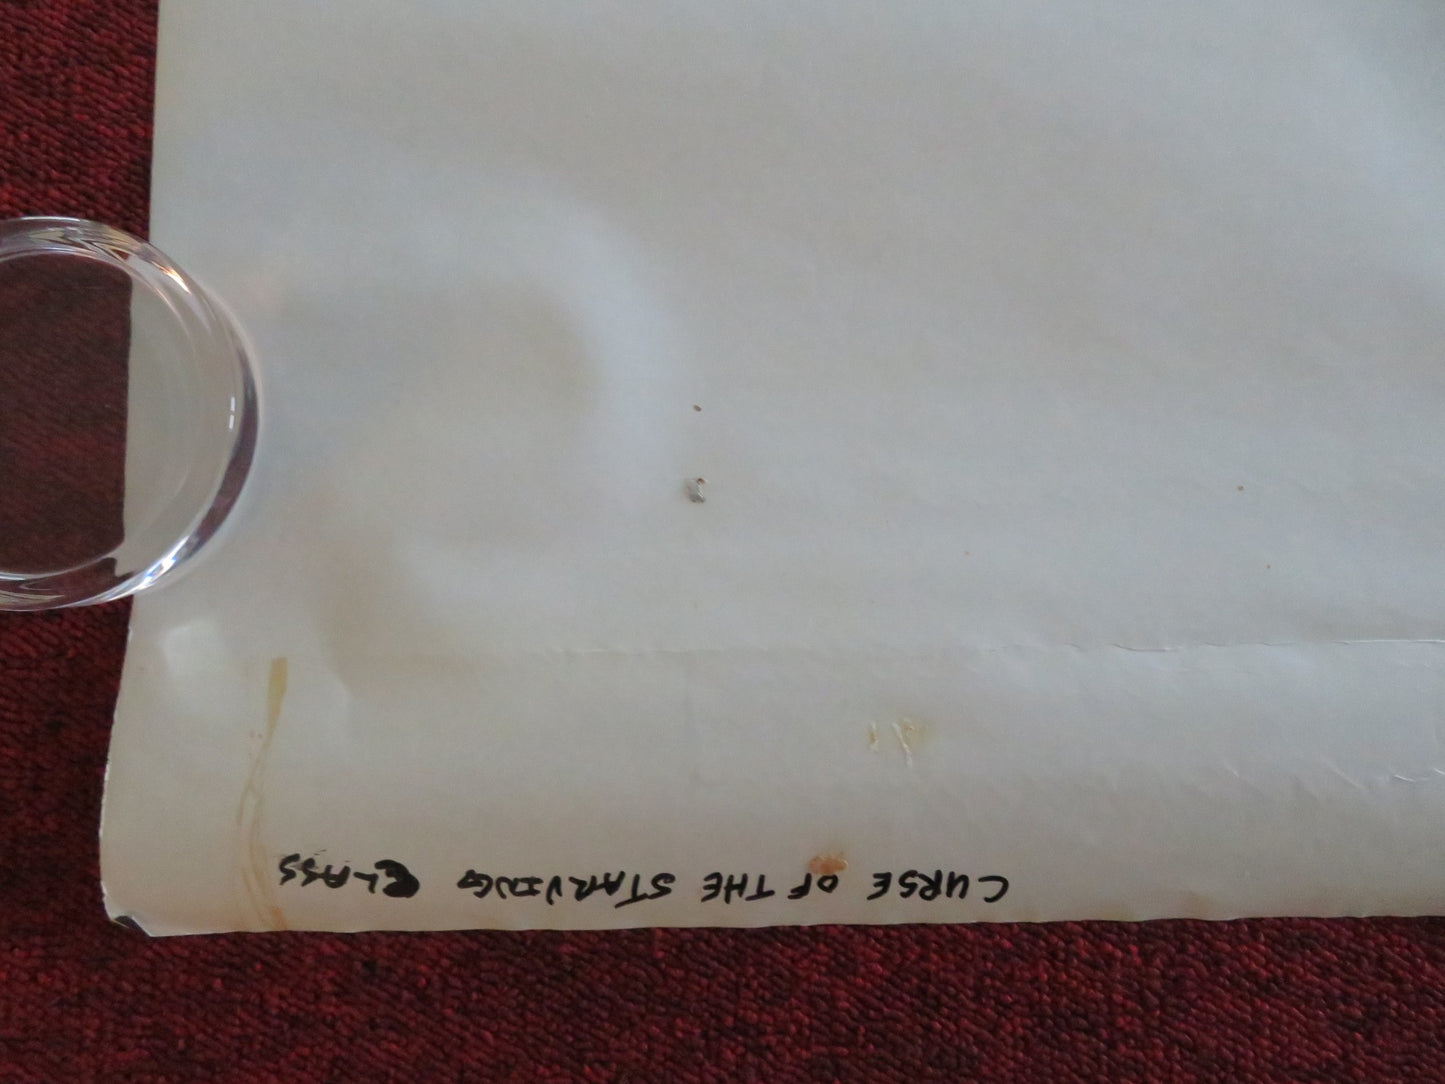 CURSE OF THE STARVING CLASS